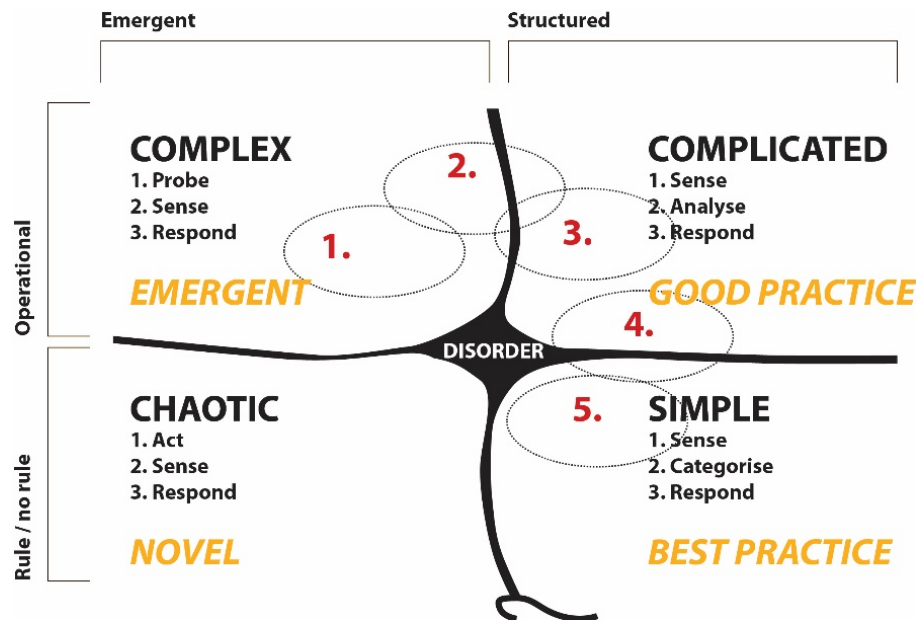 Emergent
Structured
Operational
Rule / no rule
COMPLEX
1. Probe
2. Sense
3. Respond
EMERGENT
COMPLICATED
1. Sense
2. Analyse
3. Respond
GOOD PRACTICE
1.
2.
3.
4.
5.
DISORDER
CHAOTIC
1. Act
2. Sense
3. Respond
NOVEL
SIMPLE
1. Sense
2. Categorise
3. Respond
BEST PRACTICE